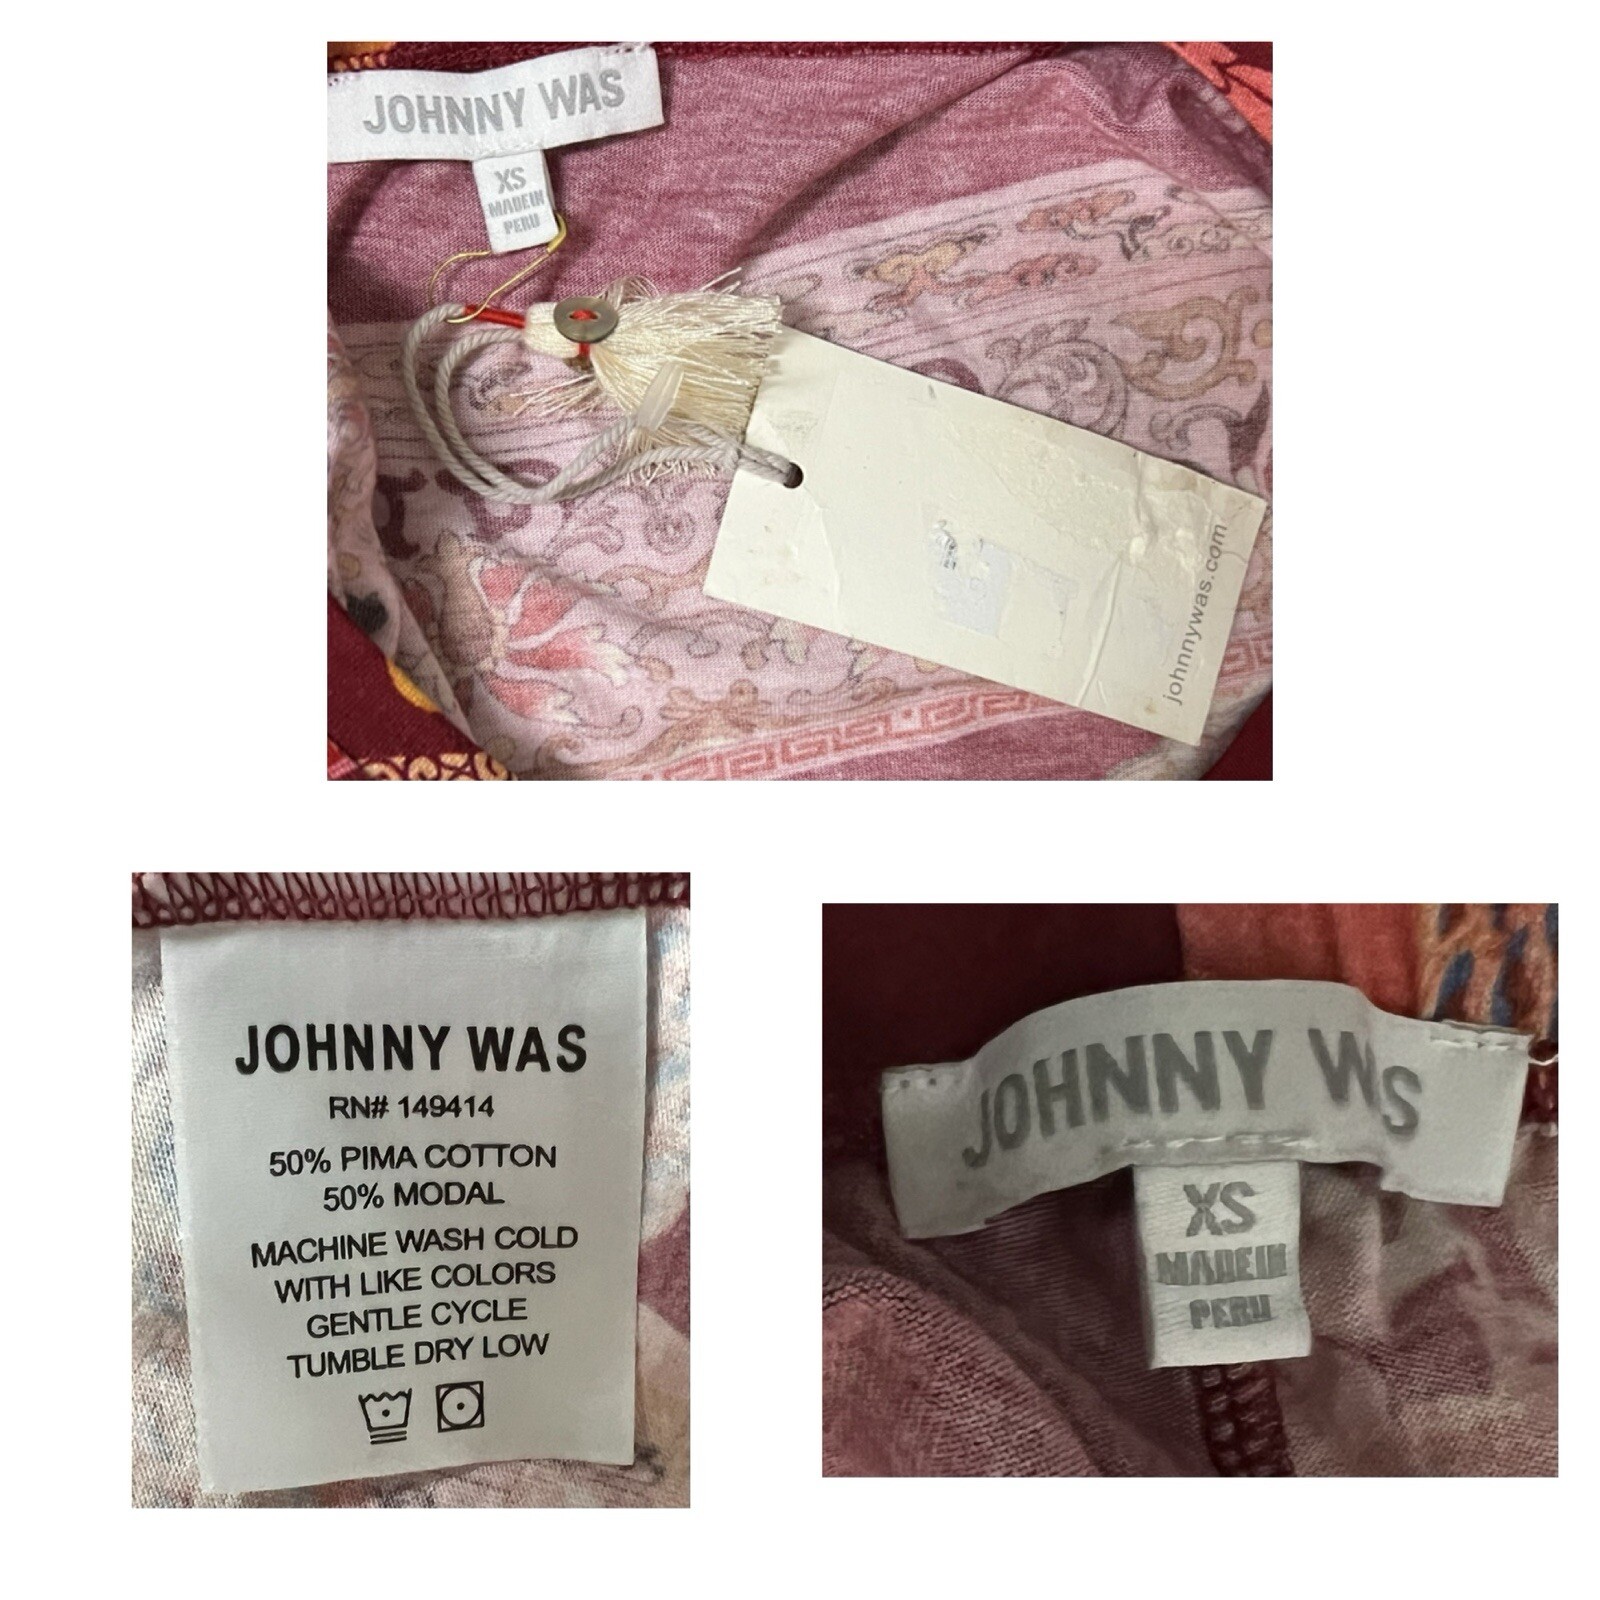 JOHNNY WAS
XS
MADE IN
PERU
johnnywas.com
JOHNNY WAS
RN# 149414
50% PIMA COTTON
50% MODAL
MACHINE WASH COLD
WITH LIKE COLORS
GENTLE CYCLE
TUMBLE DRY LOW
JOHNNY WAS
XS
MADE IN
PERU